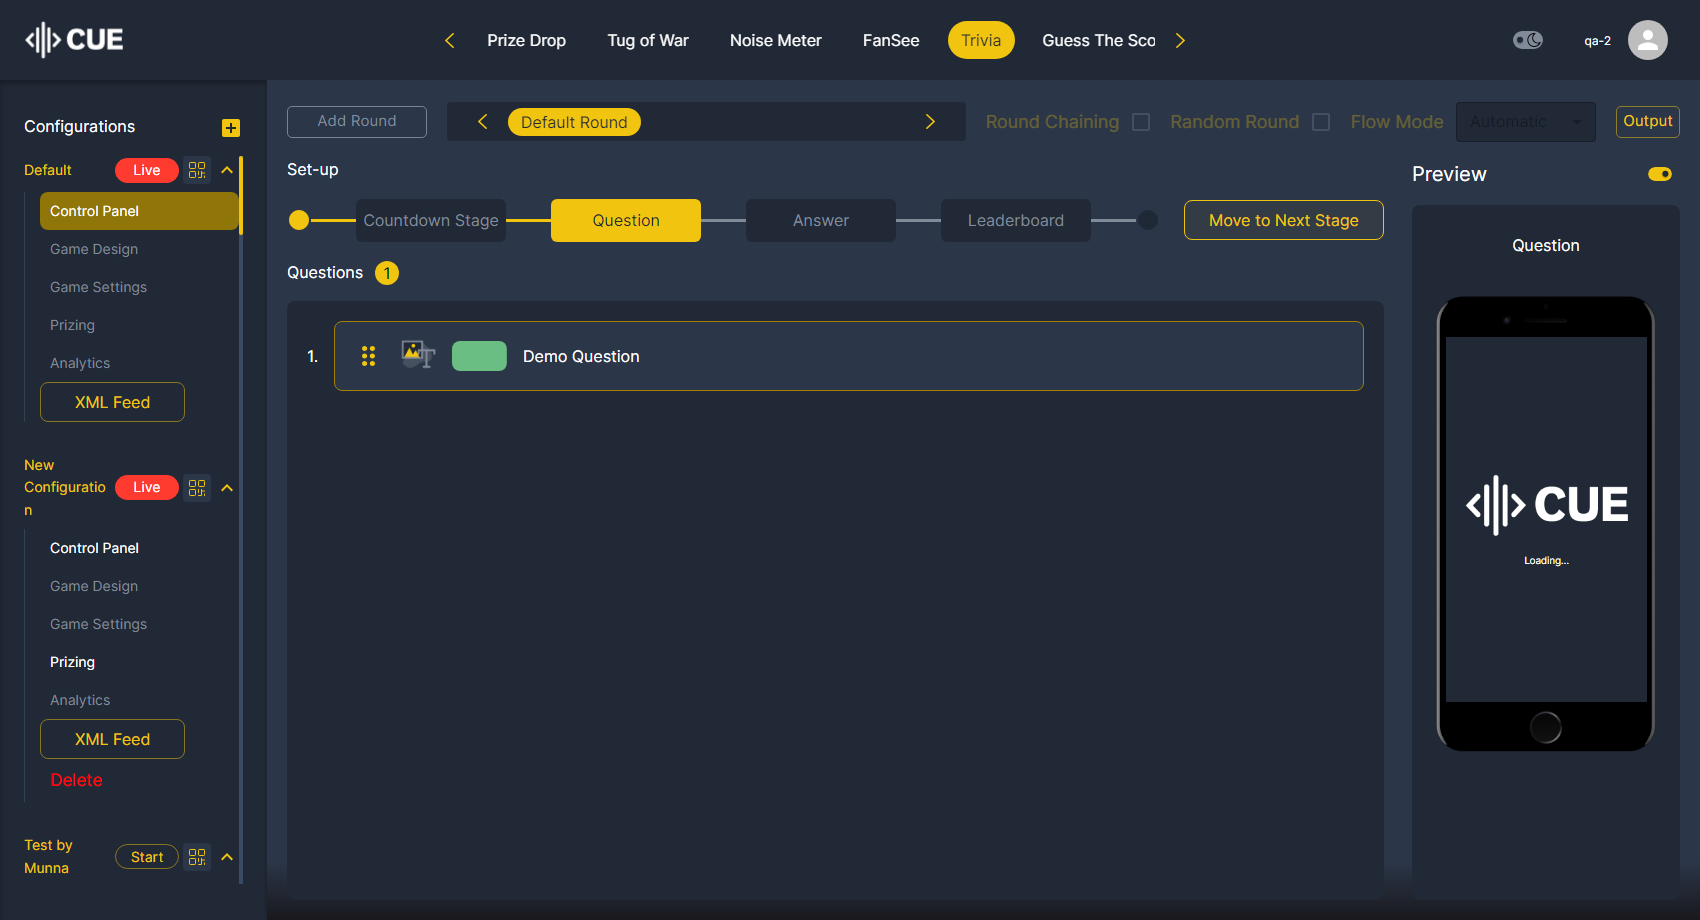 CUE
Prize Drop
Tug of War
Noise Meter
FanSee
Trivia
Guess The Sco
qa-2
Configurations
Default
Live
Control Panel
Game Design
Game Settings
Prizing
Analytics
XML Feed
New
Configuratio
n
Live
Control Panel
Game Design
Game Settings
Prizing
Analytics
XML Feed
Delete
Test by
Munna
Start
Add Round
Default Round
Round Chaining
Random Round
Flow Mode
Automatic
Output
Set-up
Countdown Stage
Question
Answer
Leaderboard
Move to Next Stage
Questions 1
1.
Demo Question
Preview
Question
CUE
Loading...